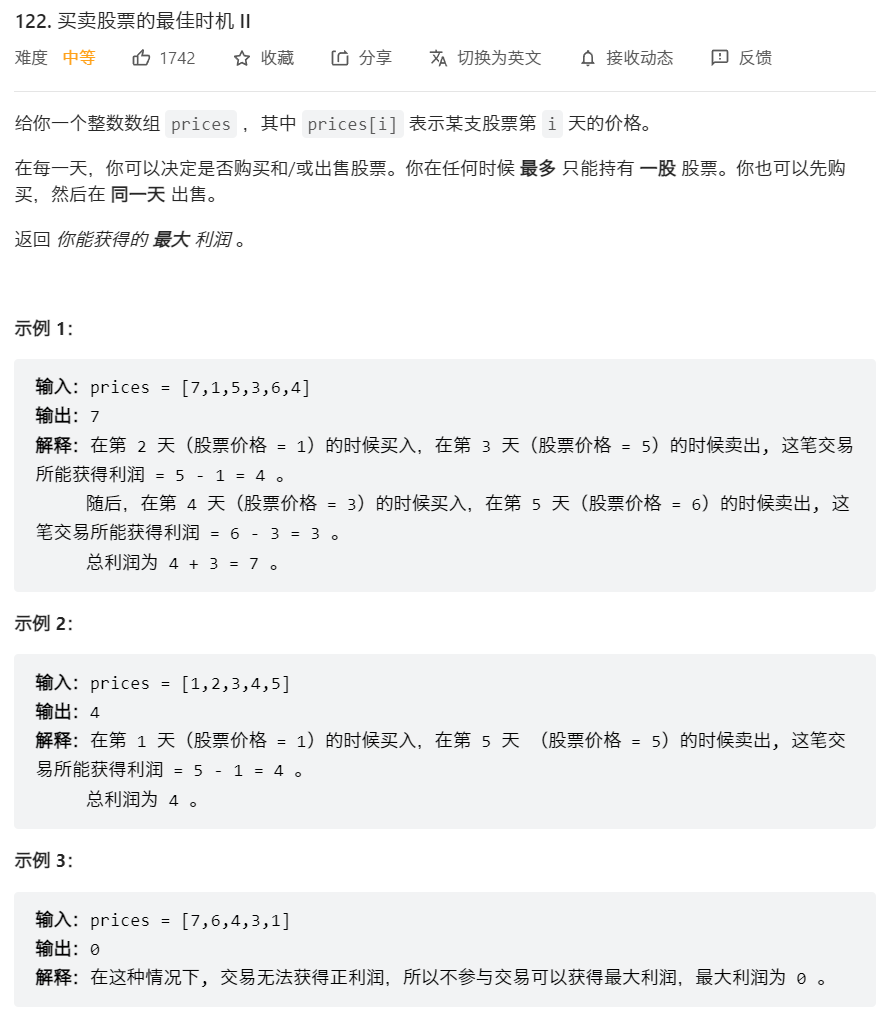 122. 买卖股票的最佳时机 II
难度 中等 1742 收藏 分享 切换为英文 接收动态 反馈
给你一个整数数组 prices ，其中 prices[i] 表示某支股票第 i 天的价格。
在每一天，你可以决定是否购买和/或出售股票。你在任何时候 最多 只能持有 一股 股票。你也可以先购
买，然后在 同一天 出售。
返回 你能获得的 最大 利润 。
示例 1：
输入：prices = [7,1,5,3,6,4]
输出：7
解释：在第 2 天（股票价格 = 1）的时候买入，在第 3 天（股票价格 = 5）的时候卖出, 这笔交易
所能获得利润 = 5 - 1 = 4 。
随后，在第 4 天（股票价格 = 3）的时候买入，在第 5 天（股票价格 = 6）的时候卖出, 这
笔交易所能获得利润 = 6 - 3 = 3 。
总利润为 4 + 3 = 7 。
示例 2：
输入：prices = [1,2,3,4,5]
输出：4
解释：在第 1 天（股票价格 = 1）的时候买入，在第 5 天 （股票价格 = 5）的时候卖出, 这笔交
易所能获得利润 = 5 - 1 = 4 。
总利润为 4 。
示例 3：
输入：prices = [7,6,4,3,1]
输出：0
解释：在这种情况下, 交易无法获得正利润，所以不参与交易可以获得最大利润，最大利润为 0 。